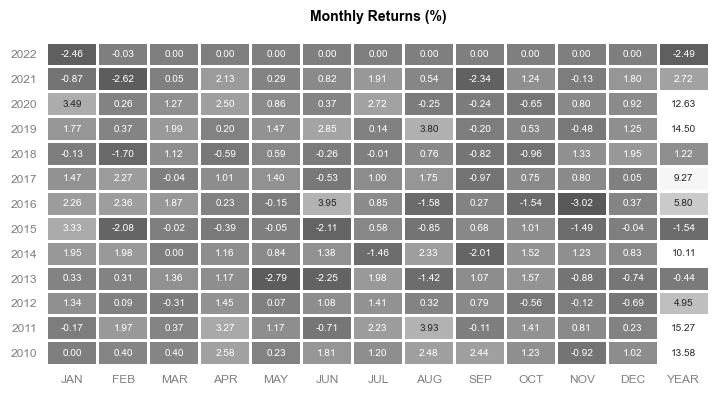 Monthly Returns (%)
2022 -2.46 -0.03 0.00 0.00 0.00 0.00 0.00 0.00 0.00 0.00 0.00 0.00 -2.49
2021 -0.87 -2.62 0.05 2.13 0.29 0.82 1.91 0.54 -2.34 1.24 -0.13 1.80 2.72
2020 3.49 0.26 1.27 2.50 0.86 0.37 2.72 -0.25 -0.24 -0.65 0.80 0.92 12.63
2019 1.77 0.37 1.99 0.20 1.47 2.85 0.14 3.80 -0.20 0.53 -0.48 1.25 14.50
2018 -0.13 -1.70 1.12 -0.59 0.59 -0.26 -0.01 0.76 -0.82 -0.96 1.33 1.95 1.22
2017 1.47 2.27 -0.04 1.01 1.40 -0.53 1.00 1.75 -0.97 0.75 0.80 0.05 9.27
2016 2.26 2.36 1.87 0.23 -0.15 3.95 0.85 -1.58 0.27 -1.54 -3.02 0.37 5.80
2015 3.33 -2.08 -0.02 -0.39 -0.05 -2.11 0.58 -0.85 0.68 1.01 -1.49 -0.04 -1.54
2014 1.95 1.98 0.00 1.16 0.84 1.38 -1.46 2.33 -2.01 1.52 1.23 0.83 10.11
2013 0.33 0.31 1.36 1.17 -2.79 -2.25 1.98 -1.42 1.07 1.57 -0.88 -0.74 -0.44
2012 1.34 0.09 -0.31 1.45 0.07 1.08 1.41 0.32 0.79 -0.56 -0.12 -0.69 4.95
2011 -0.17 1.97 0.37 3.27 1.17 -0.71 2.23 3.93 -0.11 1.41 0.81 0.23 15.27
2010 0.00 0.40 0.40 2.58 0.23 1.81 1.20 2.48 2.44 1.23 -0.92 1.02 13.58
JAN FEB MAR APR MAY JUN JUL AUG SEP OCT NOV DEC YEAR